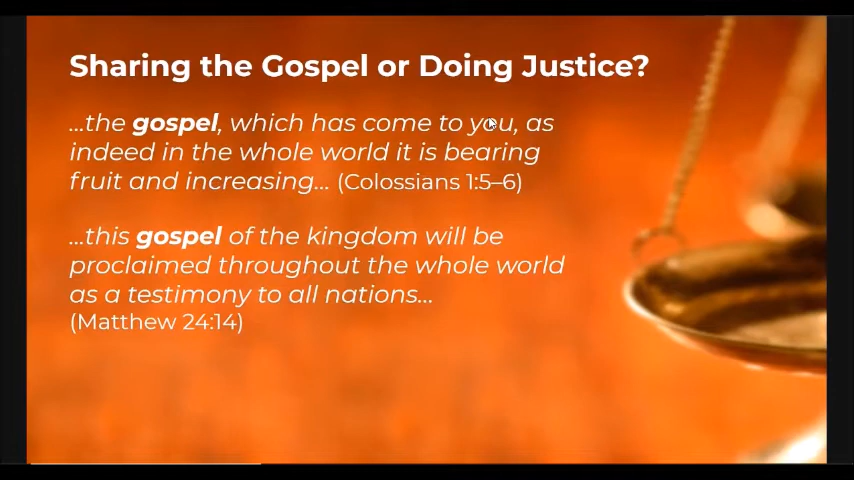 Sharing the Gospel or Doing Justice?
...the gospel, which has come to you, as
indeed in the whole world it is bearing
fruit and increasing... (Colossians 1:5–6)
...this gospel of the kingdom will be
proclaimed throughout the whole world
as a testimony to all nations...
(Matthew 24:14)